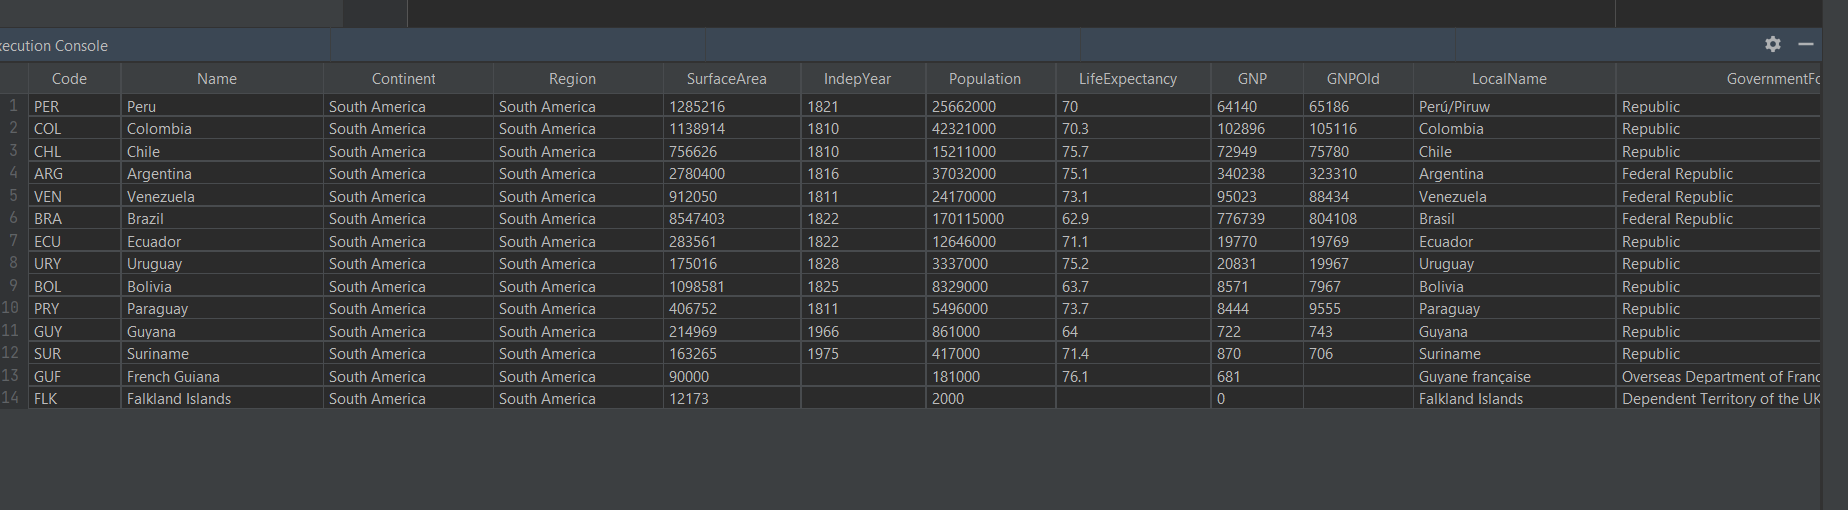 xecution Console
Code Name Continent Region SurfaceArea IndepYear Population LifeExpectancy GNP GNPOld LocalName GovernmentFo
1 PER Peru South America South America 1285216 1821 25662000 70 64140 65186 Perú/Piruw Republic
2 COL Colombia South America South America 1138914 1810 42321000 70.3 102896 105116 Colombia Republic
3 CHL Chile South America South America 756626 1810 15211000 75.7 72949 75780 Chile Republic
4 ARG Argentina South America South America 2780400 1816 37032000 75.1 340238 323310 Argentina Federal Republic
5 VEN Venezuela South America South America 912050 1811 24170000 73.1 95023 88434 Venezuela Federal Republic
6 BRA Brazil South America South America 8547403 1822 170115000 62.9 776739 804108 Brasil Federal Republic
7 ECU Ecuador South America South America 283561 1822 12646000 71.1 19770 19769 Ecuador Republic
8 URY Uruguay South America South America 175016 1828 3337000 75.2 20831 19967 Uruguay Republic
9 BOL Bolivia South America South America 1098581 1825 8329000 63.7 8571 7967 Bolivia Republic
10 PRY Paraguay South America South America 406752 1811 5496000 73.7 8444 9555 Paraguay Republic
11 GUY Guyana South America South America 214969 1966 861000 64 722 743 Guyana Republic
12 SUR Suriname South America South America 163265 1975 417000 71.4 870 706 Suriname Republic
13 GUF French Guiana South America South America 90000 181000 76.1 681 Guyane française Overseas Department of Franc
14 FLK Falkland Islands South America South America 12173 2000 0 Falkland Islands Dependent Territory of the UK